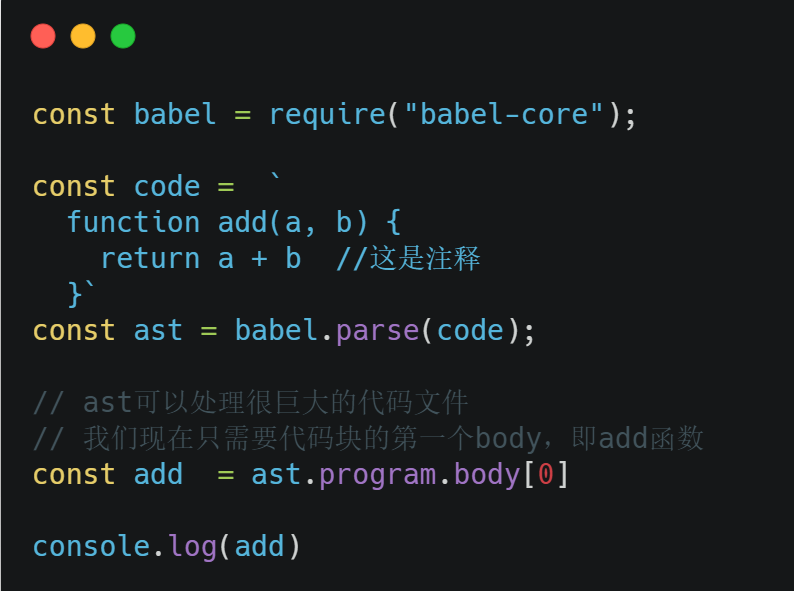 const babel = require("babel-core");
const code =  `
  function add(a, b) {
    return a + b  //这是注释
  }`
const ast = babel.parse(code);
// ast可以处理很巨大的代码文件
// 我们现在只需要代码块的第一个body，即add函数
const add  = ast.program.body[0]
console.log(add)